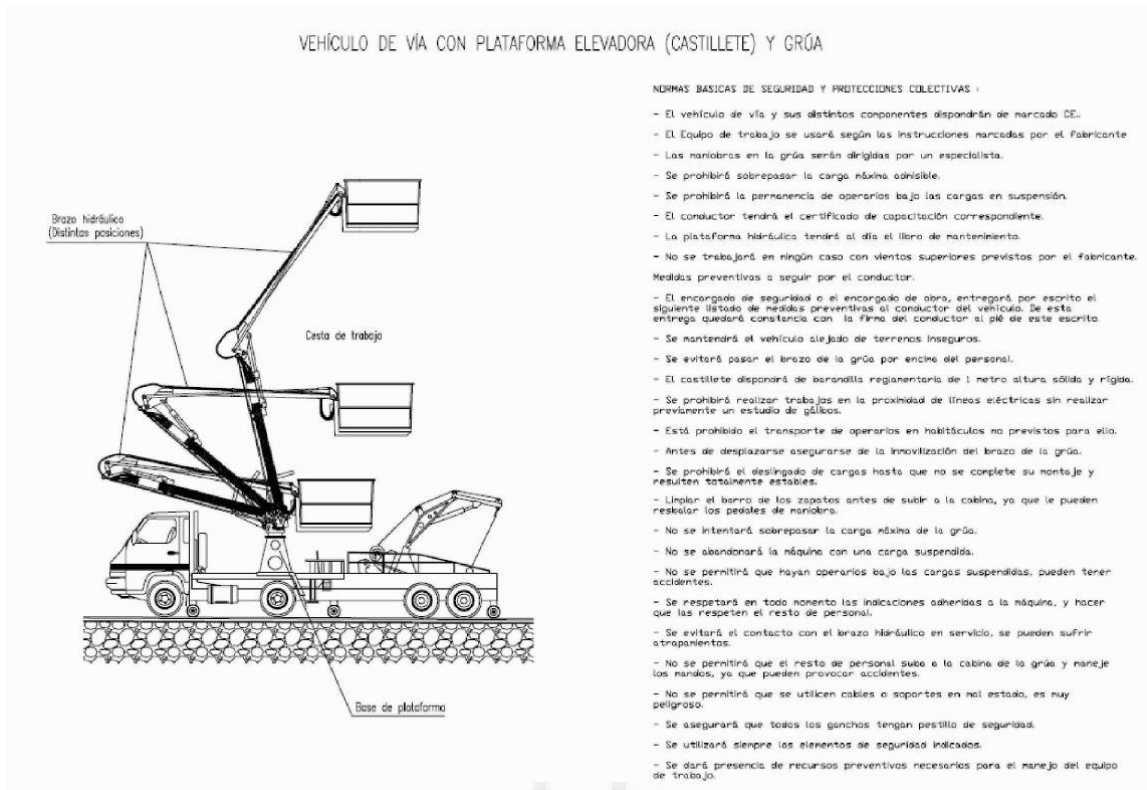 VEHÍCULO DE VÍA CON PLATAFORMA ELEVADORA (CASTILLETE) Y GRÚA
Brazo hidráulico
(Distintas posiciones)
Cesta de trabajo
Base de plataforma
NORMAS BÁSICAS DE SEGURIDAD Y PROTECCIONES COLECTIVAS :
- El vehículo de vía y sus distintos componentes dispondrán de marcado CE..
- El Equipo de trabajo se usará según las instrucciones marcadas por el fabricante
- Las maniobras en la grúa serán dirigidas por un especialista.
- Se prohibirá sobrepasar la carga máxima admisible.
- Se prohibirá la permanencia de operarios bajo las cargas en suspensión.
- El conductor tendrá el certificado de capacitación correspondiente.
- La plataforma hidráulica tendrá al día el libro de mantenimiento.
- No se trabajará en ningún caso con vientos superiores previstos por el fabricante.
Medidas preventivas a seguir por el conductor.
- El encargado de seguridad o el encargado de obra, entregará por escrito el
siguiente listado de medidas preventivas al conductor del vehículo. De esta
entrega quedará constancia con la firma del conductor al pié de este escrito.
- Se mantendrá el vehículo alejado de terrenos inseguros.
- Se evitará pasar el brazo de la grúa por encima del personal.
- El castillete dispondrá de barandilla reglamentaria de 1 metro altura sólida y rígida.
- Se prohibirá realizar trabajos en la proximidad de líneas eléctricas sin realizar
previamente un estudio de gálibos.
- Está prohibido el transporte de operarios en habitáculos no previstos para ello.
- Antes de desplazarse asegurarse de la inmovilización del brazo de la grúa.
- Se prohibirá el deslingado de cargas hasta que no se complete su montaje y
resulten totalmente estables.
- Limpiar el barro de los zapatos antes de subir a la cabina, ya que le pueden
resbalar los pedales de maniobra.
- No se intentará sobrepasar la carga máxima de la grúa.
- No se abandonará la máquina con una carga suspendida.
- No se permitirá que hayan operarios bajo las cargas suspendidas, pueden tener
accidentes.
- Se respetará en todo momento las indicaciones adheridas a la máquina, y hacer
que las respeten el resto de personal.
- Se evitará el contacto con el brazo hidráulico en servicio, se pueden sufrir
atrapamientos.
- No se permitirá que el resto de personal suba a la cabina de la grúa y maneje
los mandos, ya que pueden provocar accidentes.
- No se permitirá que se utilicen cables o soportes en mal estado, es muy
peligroso.
- Se asegurará que todos los ganchos tengan pestillo de seguridad.
- Se utilizará siempre los elementos de seguridad indicados.
- Se dará presencia de recursos preventivos necesarios para el manejo del equipo
de trabajo.